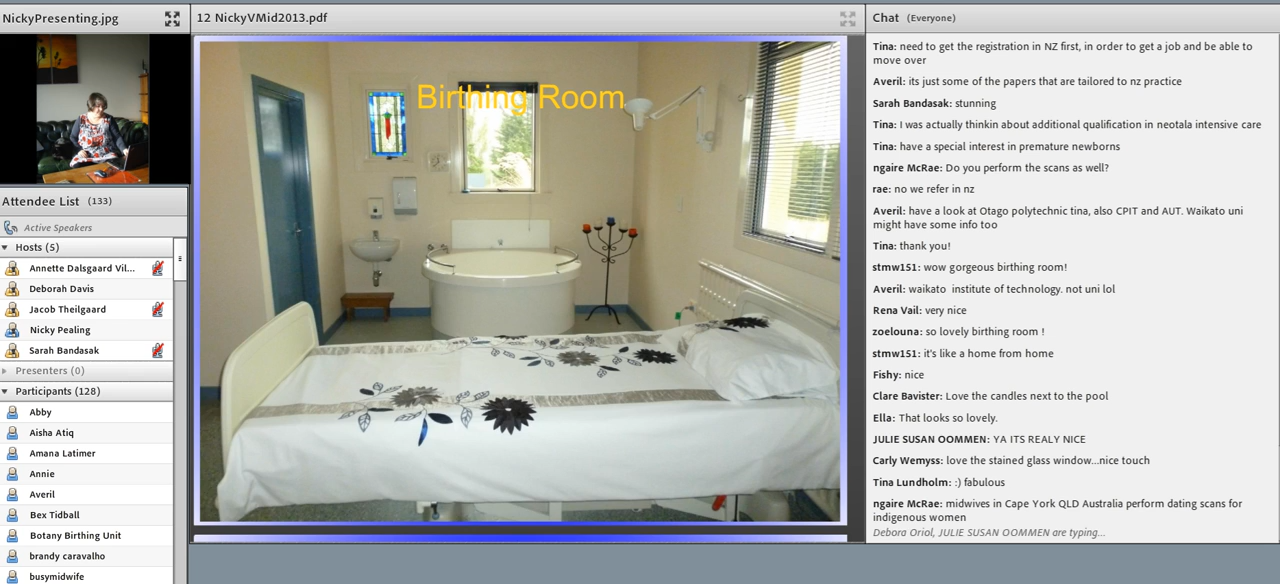 NickyPresenting.jpg
Attendee List (133)
Active Speakers
Hosts (5)
Annette Dalsgaard Vil...
Deborah Davis
Jacob Theilgaard
Nicky Pealing
Sarah Bandasak
Presenters (0)
Participants (128)
Abby
Aisha Atiq
Amana Latimer
Annie
Averil
Bex Tidball
Botany Birthing Unit
brandy caravalho
busymidwife
12 NickyVMid2013.pdf
Birthing Room
Chat (Everyone)
Tina: need to get the registration in NZ first, in order to get a job and be able to
move over
Averil: its just some of the papers that are tailored to nz practice
Sarah Bandasak: stunning
Tina: I was actually thinkin about additional qualification in neotala intensive care
Tina: have a special interest in premature newborns
ngaire McRae: Do you perform the scans as well?
rae: no we refer in nz
Averil: have a look at Otago polytechnic tina, also CPIT and AUT. Waikato uni
might have some info too
Tina: thank you!
stmw151: wow gorgeous birthing room!
Averil: waikato institute of technology. not uni lol
Rena Vail: very nice
zoelouna: so lovely birthing room !
stmw151: it's like a home from home
Fishy: nice
Clare Bavister: Love the candles next to the pool
Ella: That looks so lovely.
JULIE SUSAN OOMMEN: YA ITS REALY NICE
Carly Wemyss: love the stained glass window...nice touch
Tina Lundholm: :) fabulous
ngaire McRae: midwives in Cape York QLD Australia perform dating scans for
indigenous women
Debora Oriol, JULIE SUSAN OOMMEN are typing...